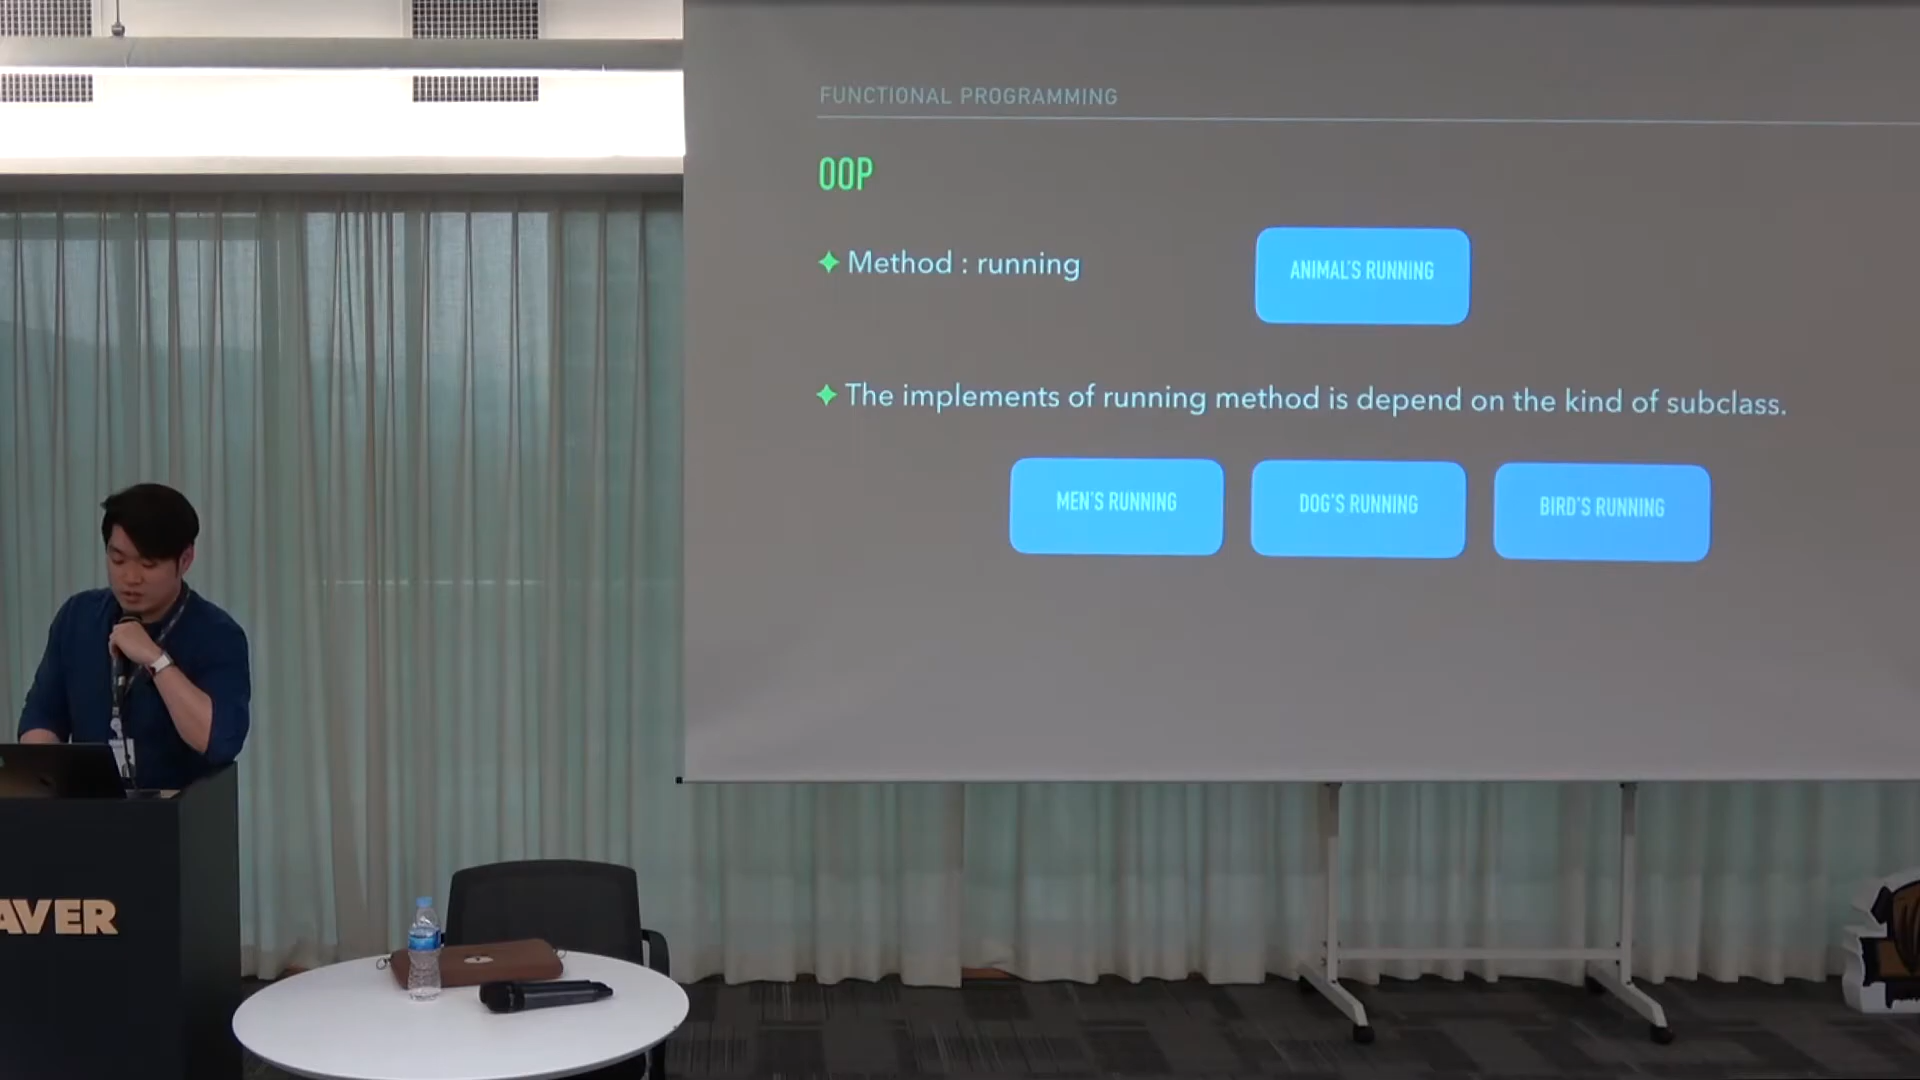 FUNCTIONAL PROGRAMMING
OOP
Method : running
ANIMAL'S RUNNING
The implements of running method is depend on the kind of subclass.
MEN'S RUNNING
DOG'S RUNNING
BIRD'S RUNNING
AVER